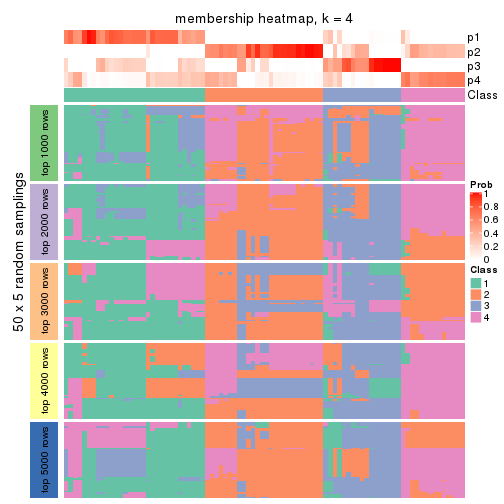 membership heatmap, k = 4
p1
p2
p3
p4
Class
50 x 5 random samplings
top 1000 rows
top 2000 rows
top 3000 rows
top 4000 rows
top 5000 rows
Prob
1
0.8
0.6
0.4
0.2
0
Class
1
2
3
4